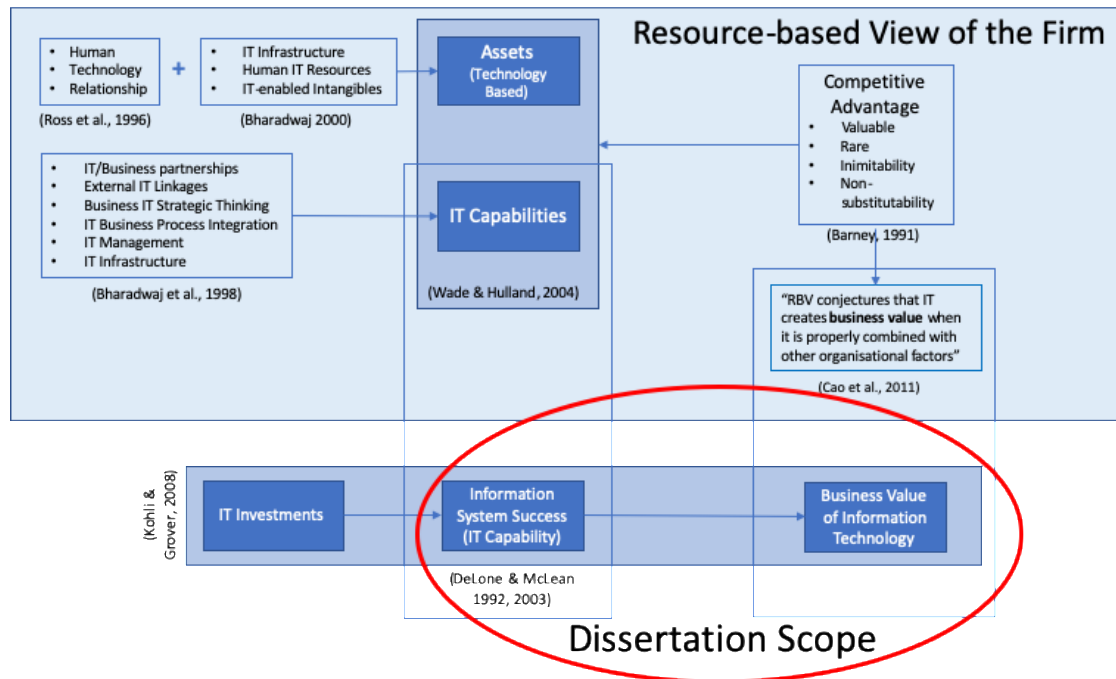 Resource-based View of the Firm
• Human
• Technology
• Relationship
+
(Ross et al., 1996)
• IT Infrastructure
• Human IT Resources
• IT-enabled Intangibles
(Bharadwaj 2000)
Assets
(Technology
Based)
Competitive
Advantage
• Valuable
• Rare
• Inimitability
• Non-
substitutability
(Barney, 1991)
• IT/Business partnerships
• External IT Linkages
• Business IT Strategic Thinking
• IT Business Process Integration
• IT Management
• IT Infrastructure
(Bharadwaj et al., 1998)
IT Capabilities
(Wade & Hulland, 2004)
“RBV conjectures that IT
creates business value when
it is properly combined with
other organisational factors”
(Cao et al., 2011)
(Kohli &
Grover, 2008)
IT Investments
Information
System Success
(IT Capability)
(DeLone & McLean
1992, 2003)
Business Value
of Information
Technology
Dissertation Scope